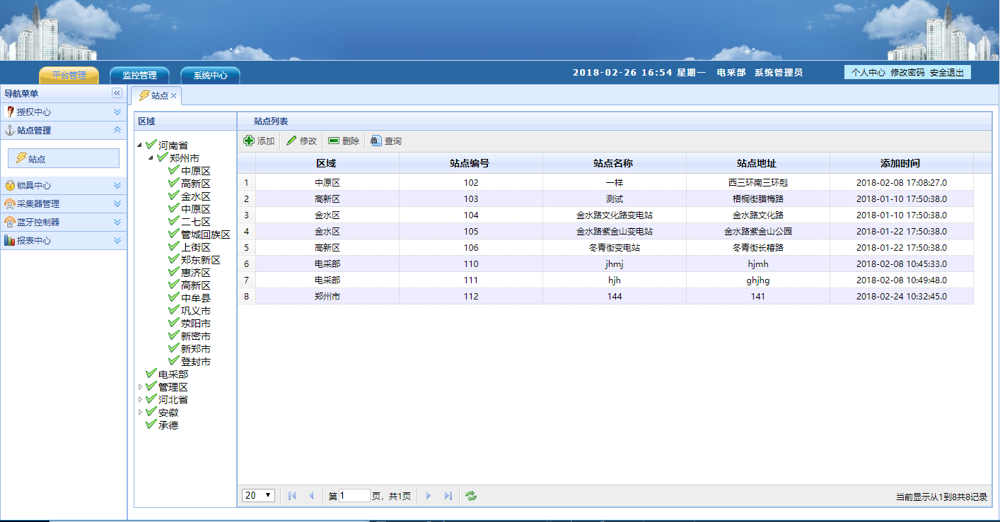 平台管理 监控管理 系统中心 2018-02-26 16:54 星期一 电采部 系统管理员 个人中心 修改密码 安全退出
导航菜单
授权中心
站点管理
站点
锁具中心
采集器管理
蓝牙控制器
报表中心
站点
区域
河南省
郑州市
中原区
高新区
金水区
中原区
二七区
管城回族区
上街区
郑东新区
惠济区
高新区
中牟县
巩义市
荥阳市
新密市
新郑市
登封市
电采部
管理区
河北省
安徽
承德
站点列表
添加 修改 删除 查询
区域 站点编号 站点名称 站点地址 添加时间
1 中原区 102 一样 西三环南三环剋 2018-02-08 17:08:27.0
2 高新区 103 测试 梧桐街腊梅路 2018-01-10 17:50:38.0
3 金水区 104 金水路文化路变电站 金水路文化路 2018-01-10 17:50:38.0
4 金水区 105 金水路紫金山变电站 金水路紫金山公园 2018-01-22 17:50:38.0
5 高新区 106 冬青街变电站 冬青街长椿路 2018-01-22 17:50:38.0
6 电采部 110 jhmj hjmh 2018-02-08 10:45:33.0
7 电采部 111 hjh ghjhg 2018-02-08 10:49:48.0
8 郑州市 112 144 141 2018-02-24 10:32:45.0
20 第 1 页, 共1页 当前显示从1到8共8记录